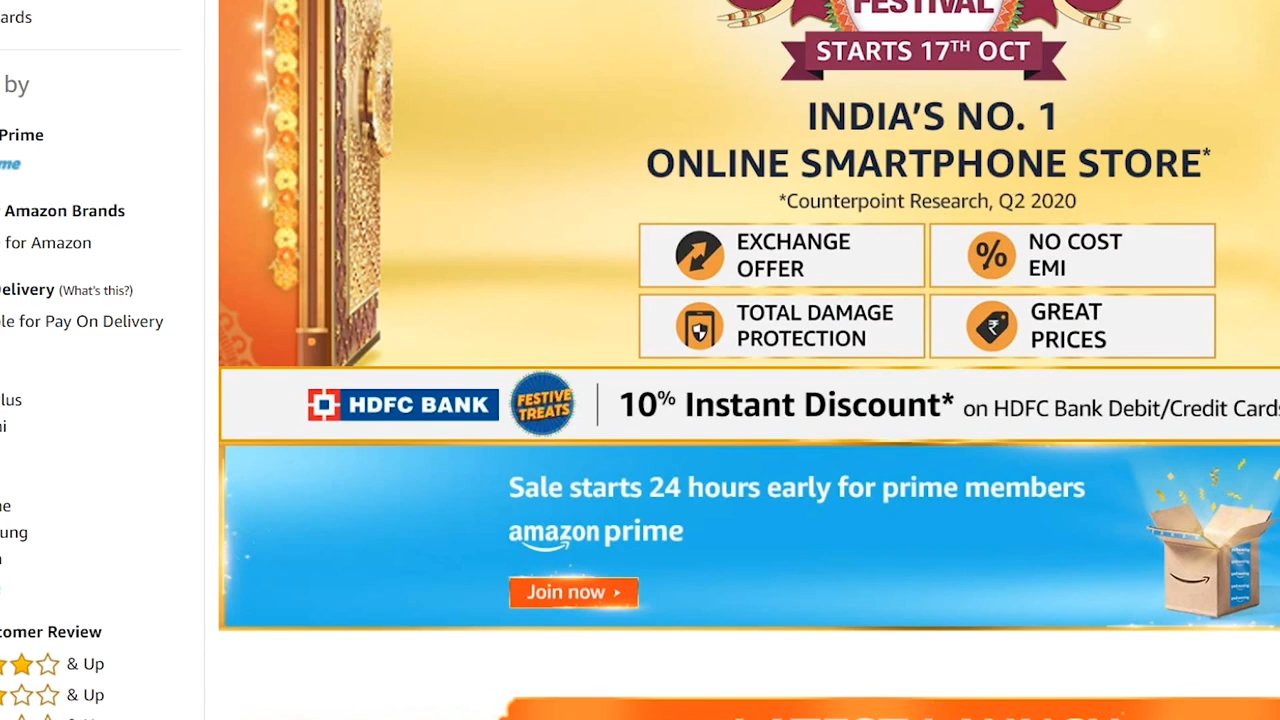 ards
by
Prime
me
Amazon Brands
for Amazon
elivery (What's this?)
le for Pay On Delivery
lus
ni
ne
ung
comer Review
& Up
& Up
FESTIVAL
STARTS 17TH OCT
INDIA'S NO. 1
ONLINE SMARTPHONE STORE*
*Counterpoint Research, Q2 2020
EXCHANGE
OFFER
NO COST
EMI
TOTAL DAMAGE
PROTECTION
GREAT
PRICES
HDFC BANK
FESTIVE
TREATS
10% Instant Discount* on HDFC Bank Debit/Credit Cards
Sale starts 24 hours early for prime members
amazon prime
Join now